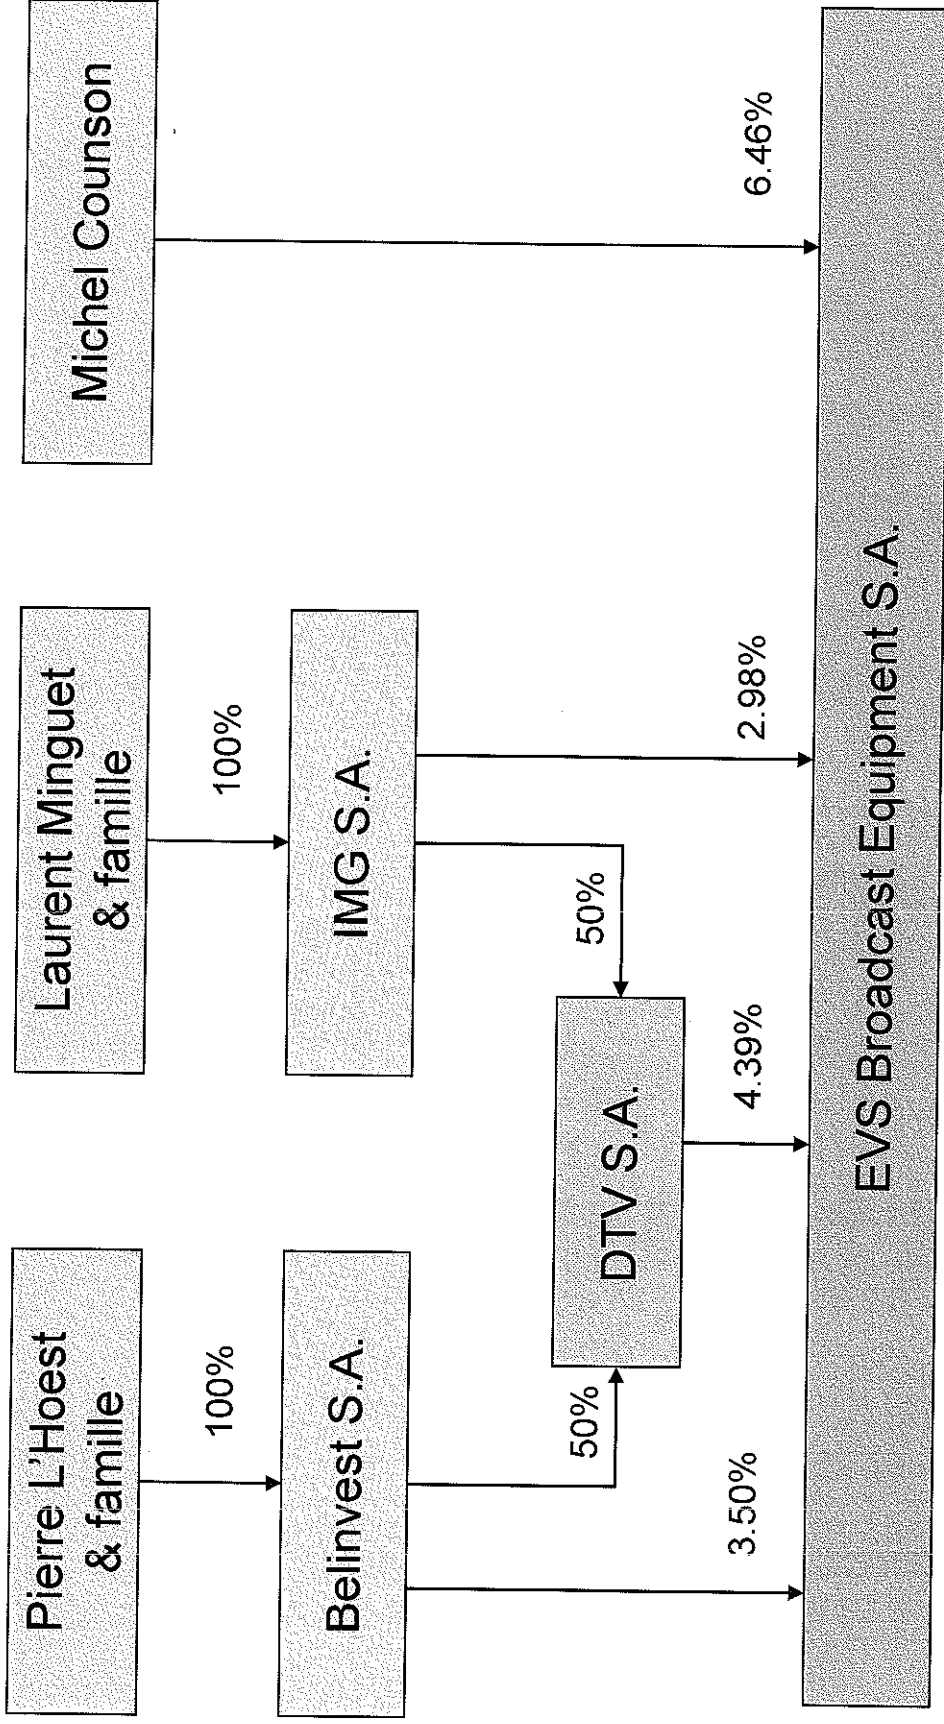 Pierre L'Hoest
& famille
Laurent Minguet
& famille
Michel Counson
100%
100%
Belinvest S.A.
IMG S.A.
50%
50%
DTV S.A.
3.50%
4.39%
2.98%
6.46%
EVS Broadcast Equipment S.A.